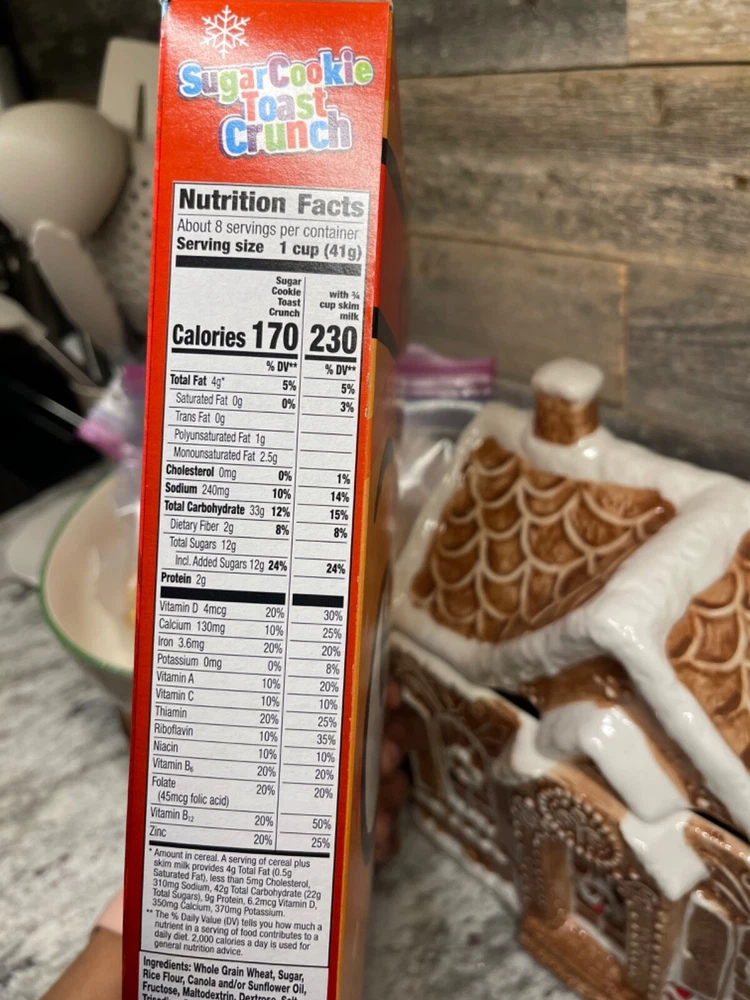 Sugar Cookie
Toast
Crunch
Nutrition Facts
About 8 servings per container
Serving size 1 cup (41g)
Sugar
Cookie
Toast
Crunch
with ¾
cup skim
milk
Calories 170 230
% DV** % DV**
Total Fat 4g* 5% 5%
Saturated Fat 0g 0% 3%
Trans Fat 0g
Polyunsaturated Fat 1g
Monounsaturated Fat 2.5g
Cholesterol 0mg 0% 1%
Sodium 240mg 10% 14%
Total Carbohydrate 33g 12% 15%
Dietary Fiber 2g 8% 8%
Total Sugars 12g
Incl. Added Sugars 12g 24% 24%
Protein 2g
Vitamin D 4mcg 20% 30%
Calcium 130mg 10% 25%
Iron 3.6mg 20% 20%
Potassium 0mg 0% 8%
Vitamin A 10% 20%
Vitamin C 10% 10%
Thiamin 20% 25%
Riboflavin 10% 35%
Niacin 10% 10%
Vitamin B₆ 20% 20%
Folate 20% 20%
(45mcg folic acid)
Vitamin B₁₂ 20% 50%
Zinc 20% 25%
* Amount in cereal. A serving of cereal plus
skim milk provides 4g Total Fat (0.5g
Saturated Fat), less than 5mg Cholesterol,
310mg Sodium, 42g Total Carbohydrate (22g
Total Sugars), 9g Protein, 6.2mcg Vitamin D,
350mg Calcium, 370mg Potassium.
** The % Daily Value (DV) tells you how much a
nutrient in a serving of food contributes to a
daily diet. 2,000 calories a day is used for
general nutrition advice.
Ingredients: Whole Grain Wheat, Sugar,
Rice Flour, Canola and/or Sunflower Oil,
Fructose, Maltodextrin, Dextrose, Salt,